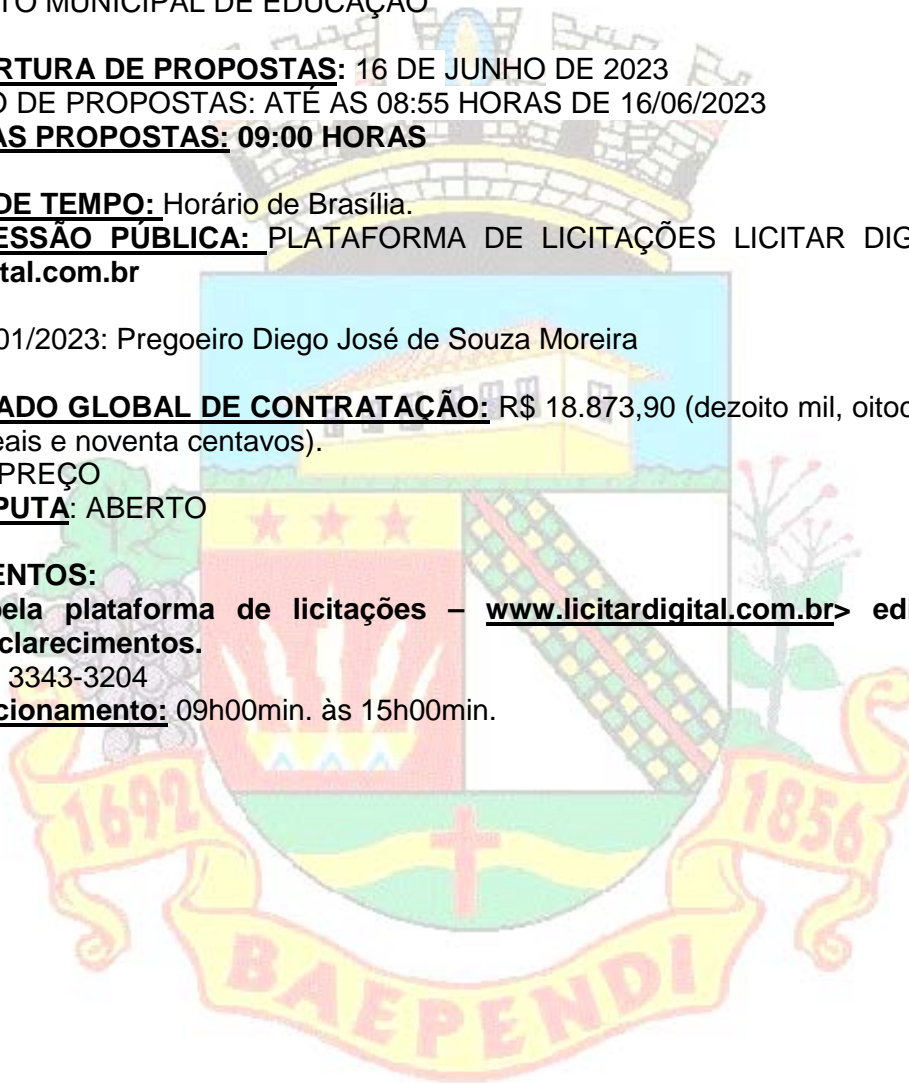 TO MUNICIPAL DE EDUCAÇÃO
RTURA DE PROPOSTAS: 16 DE JUNHO DE 2023
O DE PROPOSTAS: ATÉ AS 08:55 HORAS DE 16/06/2023
AS PROPOSTAS: 09:00 HORAS
DE TEMPO: Horário de Brasília.
ESSÃO PÚBLICA: PLATAFORMA DE LICITAÇÕES LICITAR DIG
tal.com.br
01/2023: Pregoeiro Diego José de Souza Moreira
ADO GLOBAL DE CONTRATAÇÃO: R$ 18.873,90 (dezoito mil, oitoc
eais e noventa centavos).
PREÇO
PUTA: ABERTO
ENTOS:
pela plataforma de licitações – www.licitardigital.com.br> edi
clarecimentos.
3343-3204
cionamento: 09h00min. às 15h00min.
1692
1856
BAEPENDI